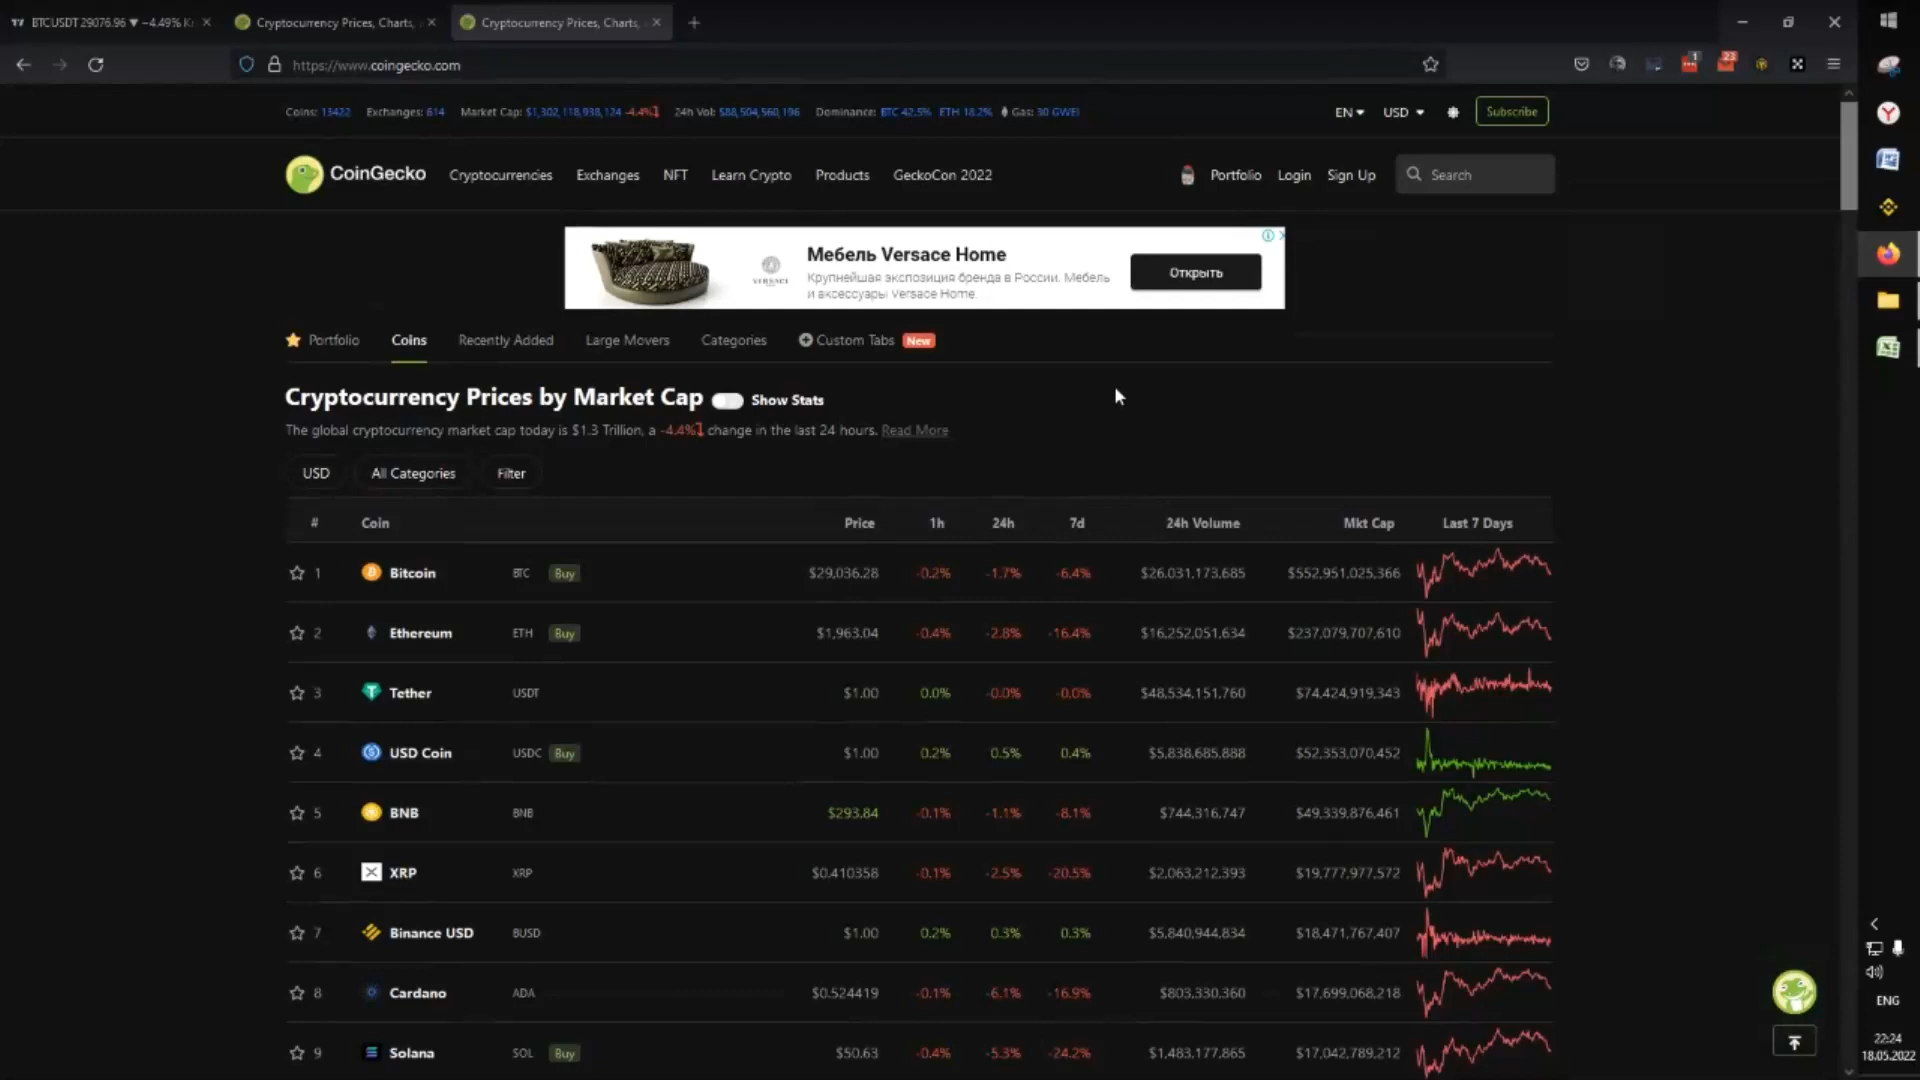 BTCUSDT 29076.96 ▼ −4.49%
Cryptocurrency Prices, Charts,
Cryptocurrency Prices, Charts,
https://www.coingecko.com
1
23
Coins: 13422 Exchanges: 614 Market Cap: $1,302,118,938,124 -4.4% 24h Vol: $88,504,560,196 Dominance: BTC 42.5% ETH 18.2% Gas: 30 GWEI
EN USD Subscribe
CoinGecko Cryptocurrencies Exchanges NFT Learn Crypto Products GeckoCon 2022 Portfolio Login Sign Up Search
VERSACE
Мебель Versace Home
Крупнейшая экспозиция бренда в России. Мебель
и аксессуары Versace Home.
Открыть
Portfolio Coins Recently Added Large Movers Categories Custom Tabs New
Cryptocurrency Prices by Market Cap Show Stats
The global cryptocurrency market cap today is $1.3 Trillion, a -4.4% change in the last 24 hours. Read More
USD All Categories Filter
# Coin Price 1h 24h 7d 24h Volume Mkt Cap Last 7 Days
1 Bitcoin BTC Buy $29,036.28 -0.2% -1.7% -6.4% $26,031,173,685 $552,951,025,366
2 Ethereum ETH Buy $1,963.04 -0.4% -2.8% -16.4% $16,252,051,634 $237,079,707,610
3 Tether USDT $1.00 0.0% -0.0% -0.0% $48,534,151,760 $74,424,919,343
4 USD Coin USDC Buy $1.00 0.2% 0.5% 0.4% $5,838,685,888 $52,353,070,452
5 BNB BNB $293.84 -0.1% -1.1% -8.1% $744,316,747 $49,339,876,461
6 XRP XRP $0.410358 -0.1% -2.5% -20.5% $2,063,212,393 $19,777,977,572
7 Binance USD BUSD $1.00 0.2% 0.3% 0.3% $5,840,944,834 $18,471,767,407
8 Cardano ADA $0.524419 -0.1% -6.1% -16.9% $803,330,360 $17,699,068,218
9 Solana SOL Buy $50.63 -0.4% -5.3% -24.2% $1,483,177,865 $17,042,789,212
ENG
22:24
18.05.2022